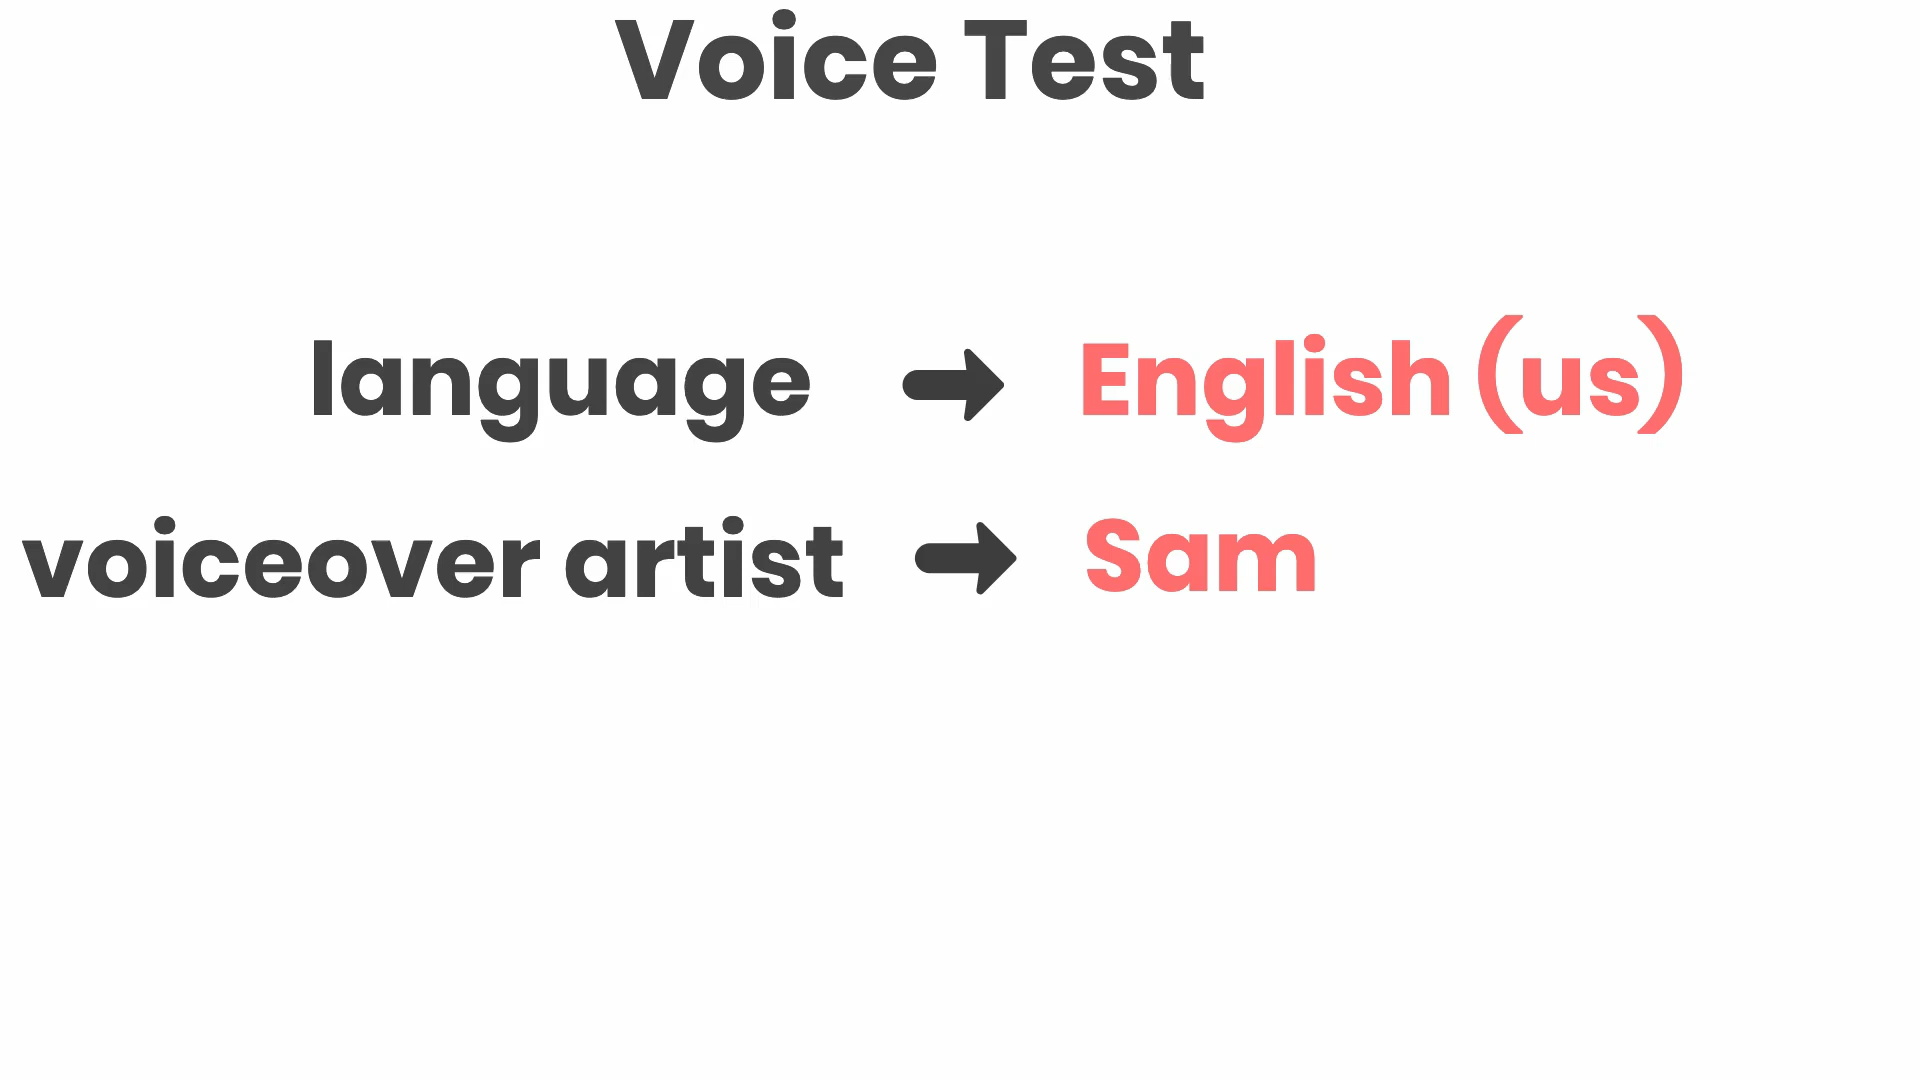 Voice Test
language → English (us)
voiceover artist → Sam